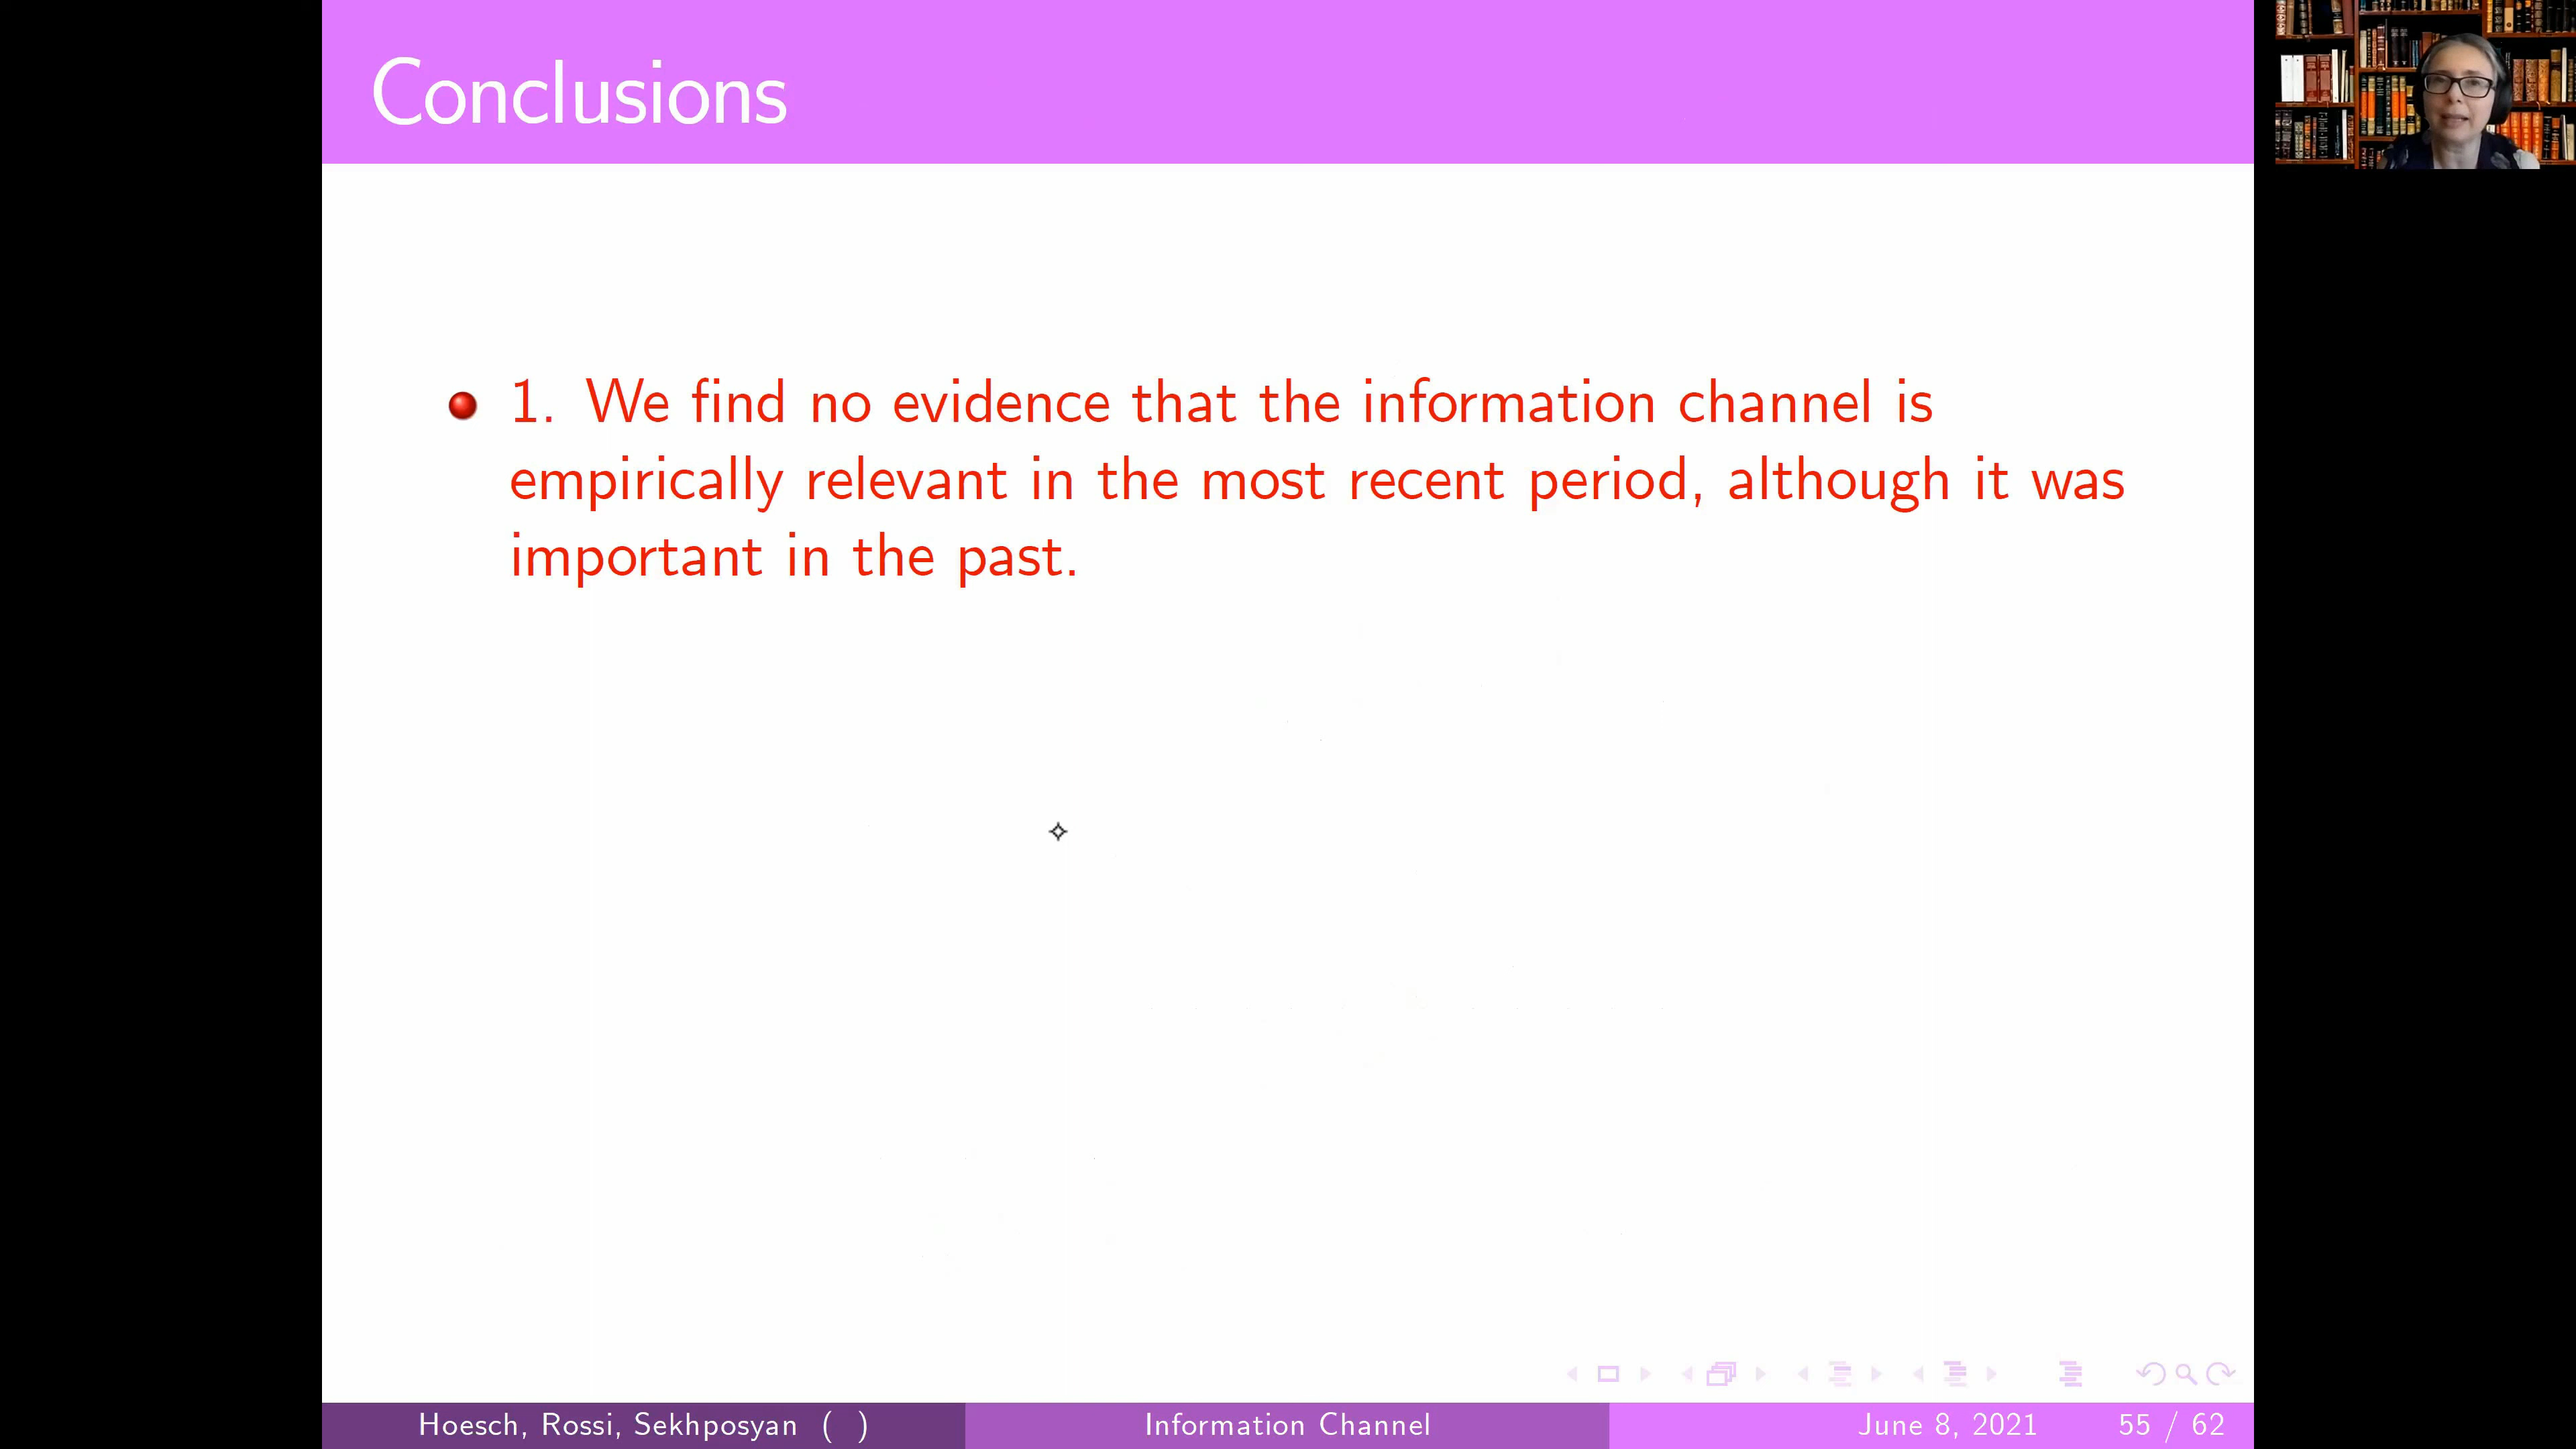 Conclusions
1. We find no evidence that the information channel is
empirically relevant in the most recent period, although it was
important in the past.
Hoesch, Rossi, Sekhposyan ( ) Information Channel June 8, 2021 55 / 62